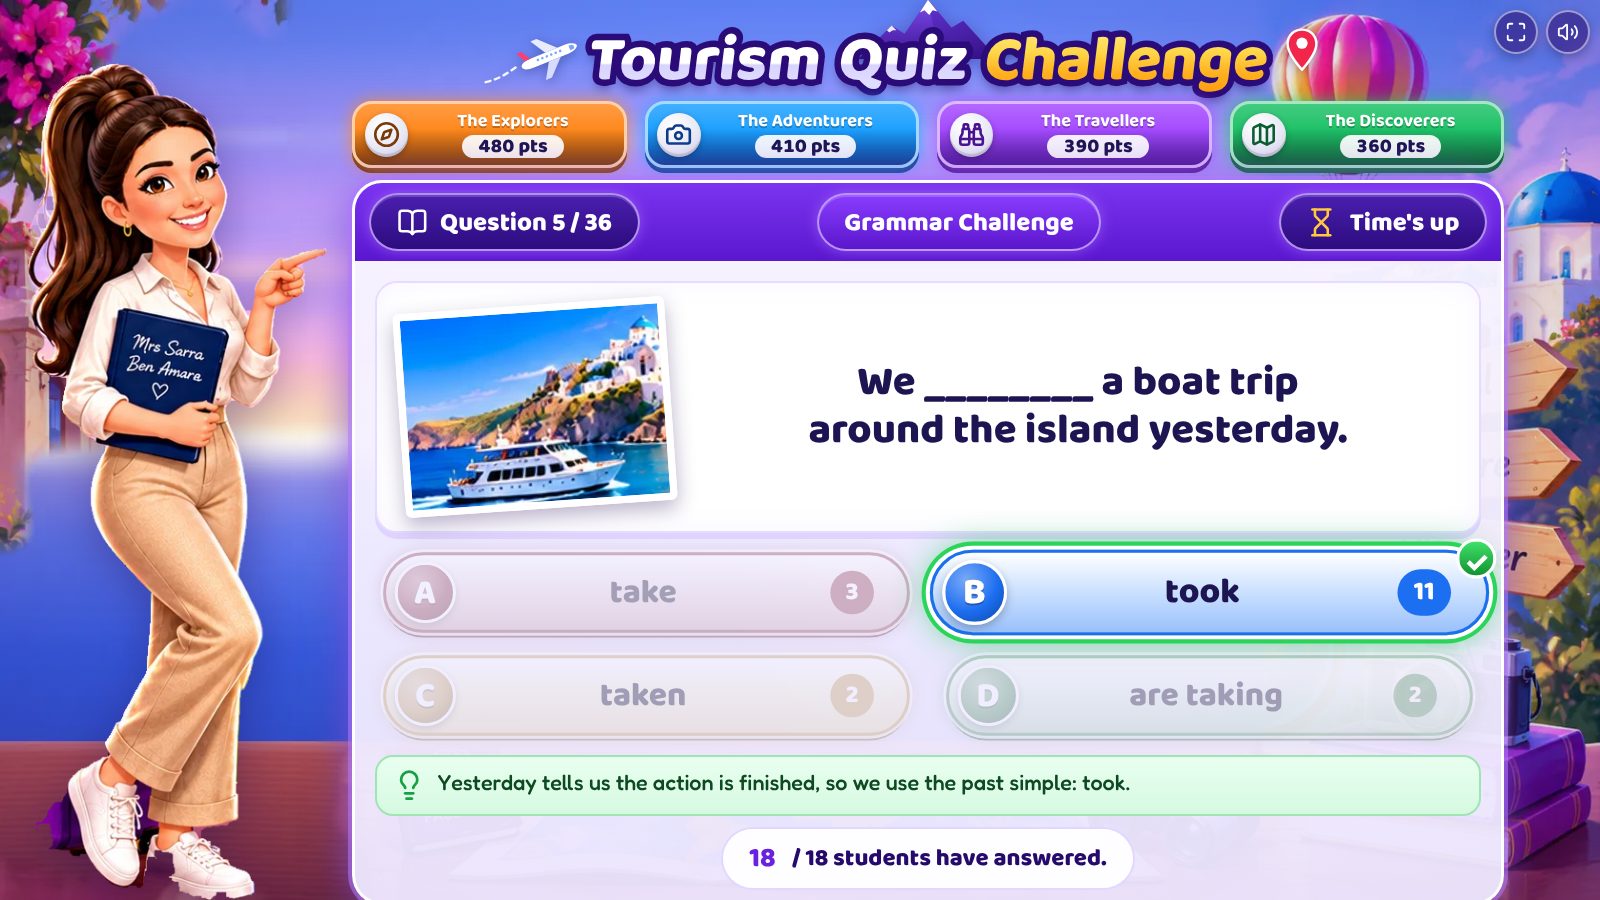 Tourism Quiz Challenge
The Explorers
480 pts
The Adventurers
410 pts
The Travellers
390 pts
The Discoverers
360 pts
Question 5 / 36
Grammar Challenge
Time's up
Mrs Sarra
Ben Amara
We ________ a boat trip
around the island yesterday.
A take 3
B took 11
C taken 2
D are taking 2
Yesterday tells us the action is finished, so we use the past simple: took.
18 / 18 students have answered.